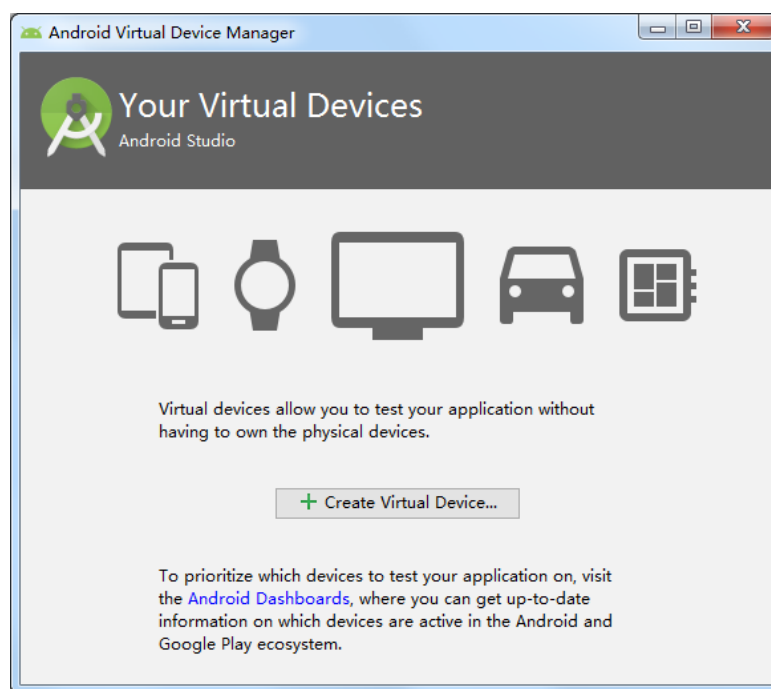 Android Virtual Device Manager
Your Virtual Devices
Android Studio
Virtual devices allow you to test your application without
having to own the physical devices.
Create Virtual Device...
To prioritize which devices to test your application on, visit
the Android Dashboards, where you can get up-to-date
information on which devices are active in the Android and
Google Play ecosystem.